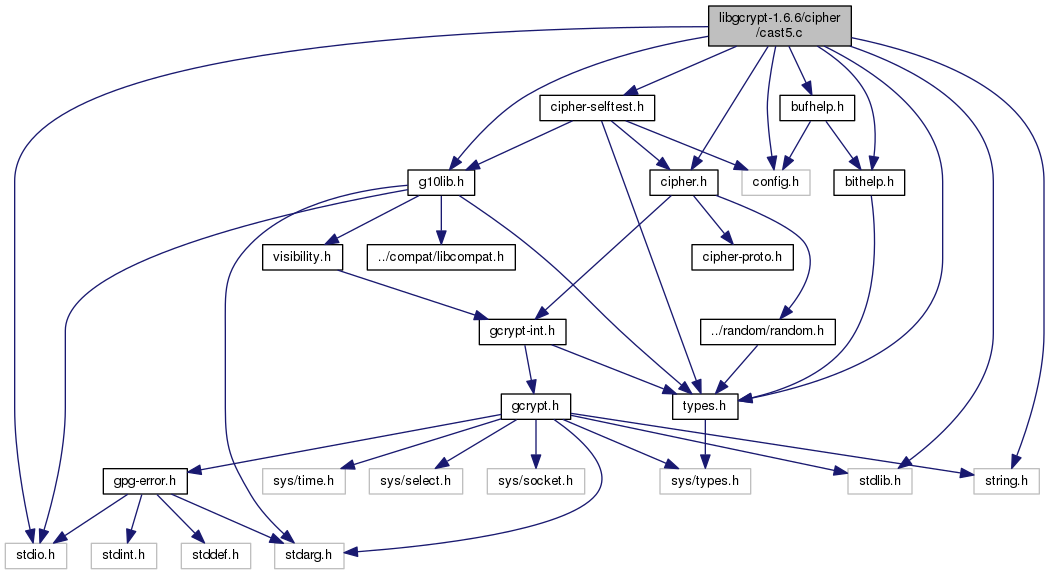 libgcrypt-1.6.6/cipher
/cast5.c
cipher-selftest.h
bufhelp.h
g10lib.h
cipher.h
config.h
bithelp.h
visibility.h
../compat/libcompat.h
cipher-proto.h
gcrypt-int.h
../random/random.h
gcrypt.h
types.h
gpg-error.h
sys/time.h
sys/select.h
sys/socket.h
sys/types.h
stdlib.h
string.h
stdio.h
stdint.h
stddef.h
stdarg.h